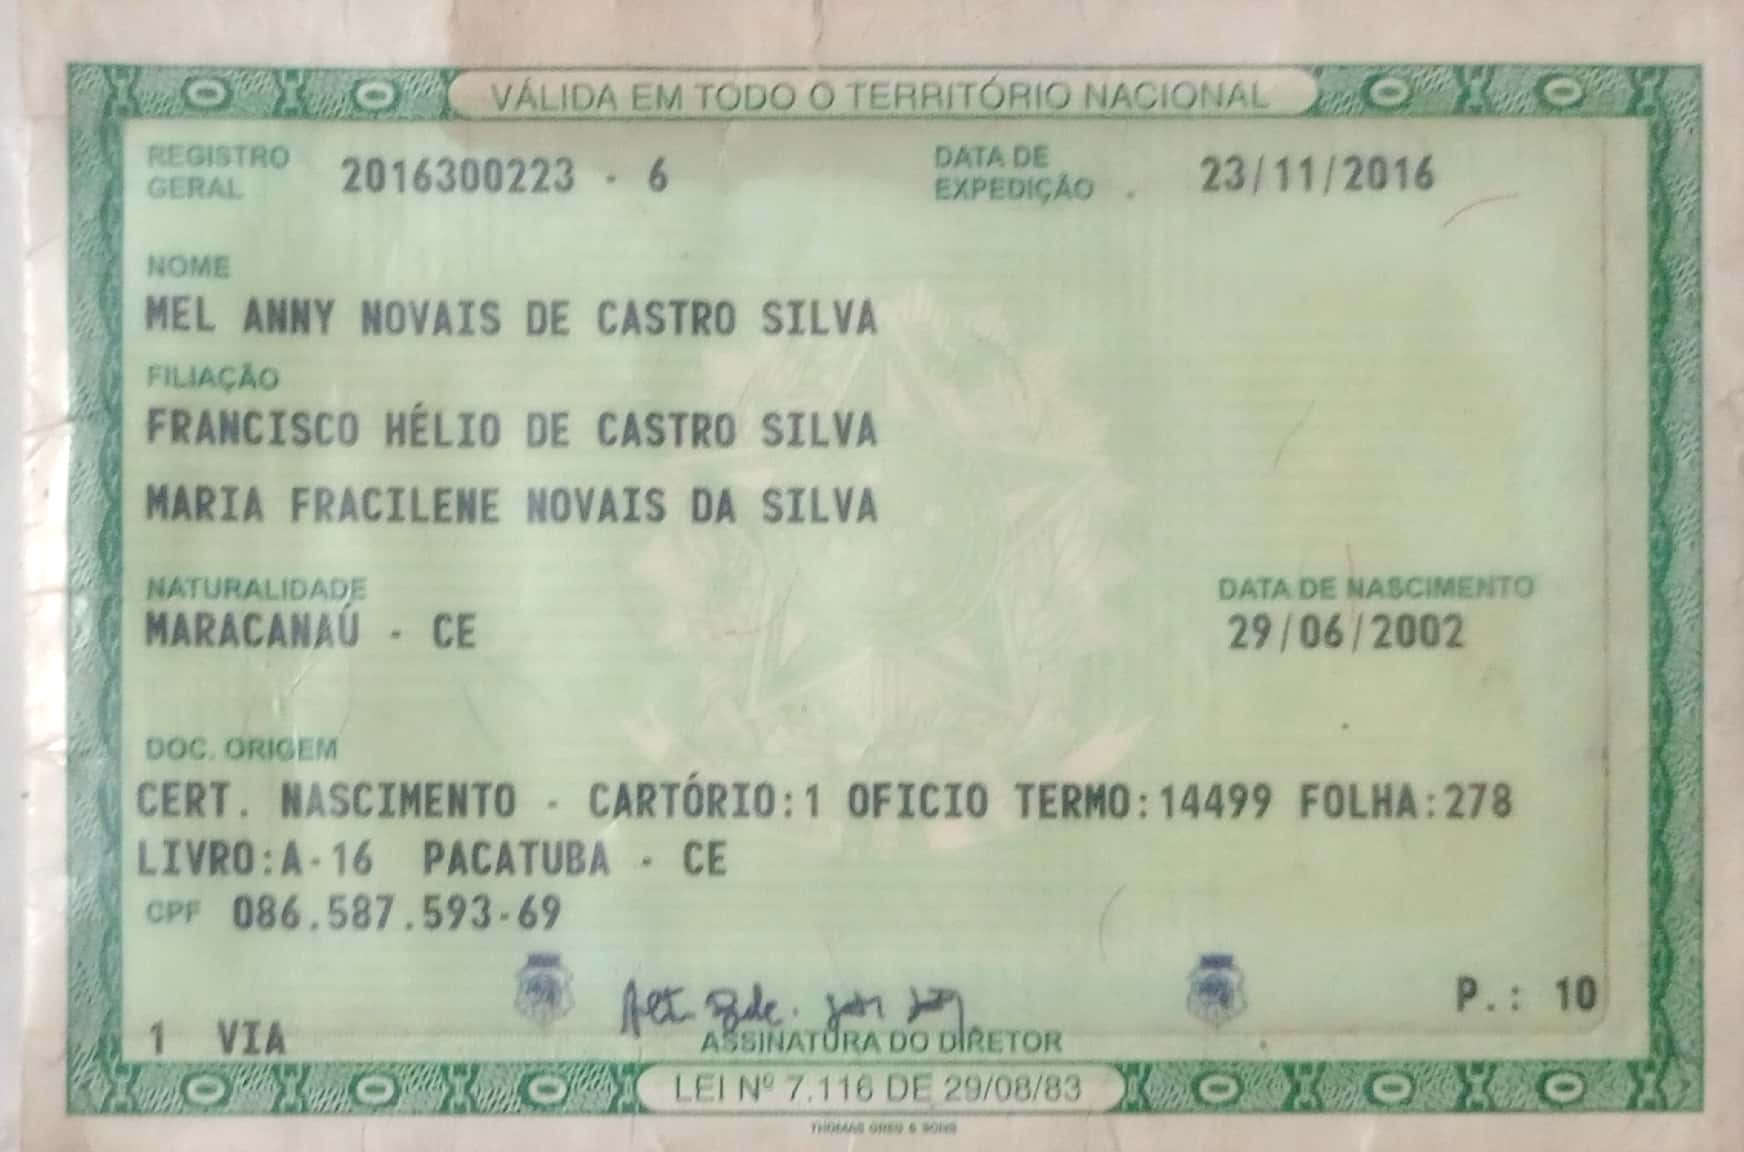 VÁLIDA EM TODO O TERRITÓRIO NACIONAL
REGISTRO GERAL 2016300223 - 6 DATA DE EXPEDIÇÃO 23/11/2016
NOME
MEL ANNY NOVAIS DE CASTRO SILVA
FILIAÇÃO
FRANCISCO HÉLIO DE CASTRO SILVA
MARIA FRACILENE NOVAIS DA SILVA
NATURALIDADE DATA DE NASCIMENTO
MARACANAÚ - CE 29/06/2002
DOC. ORIGEM
CERT. NASCIMENTO - CARTÓRIO:1 OFICIO TERMO:14499 FOLHA:278
LIVRO:A-16 PACATUBA - CE
CPF 086.587.593-69
P.: 10
1 VIA
ASSINATURA DO DIRETOR
LEI Nº 7.116 DE 29/08/83
THOMAS GREG & SONS